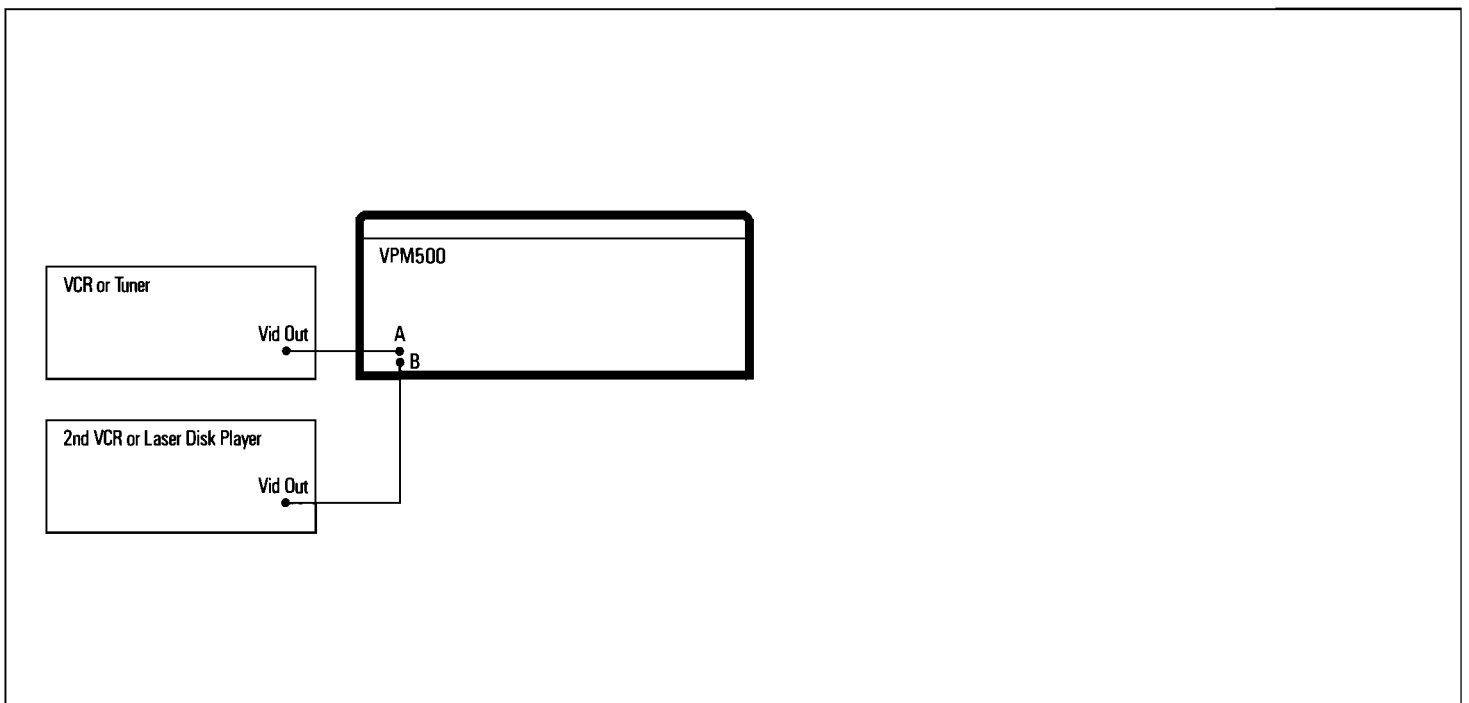 VPM500
VCR or Tuner
Vid Out
A
B
2nd VCR or Laser Disk Player
Vid Out